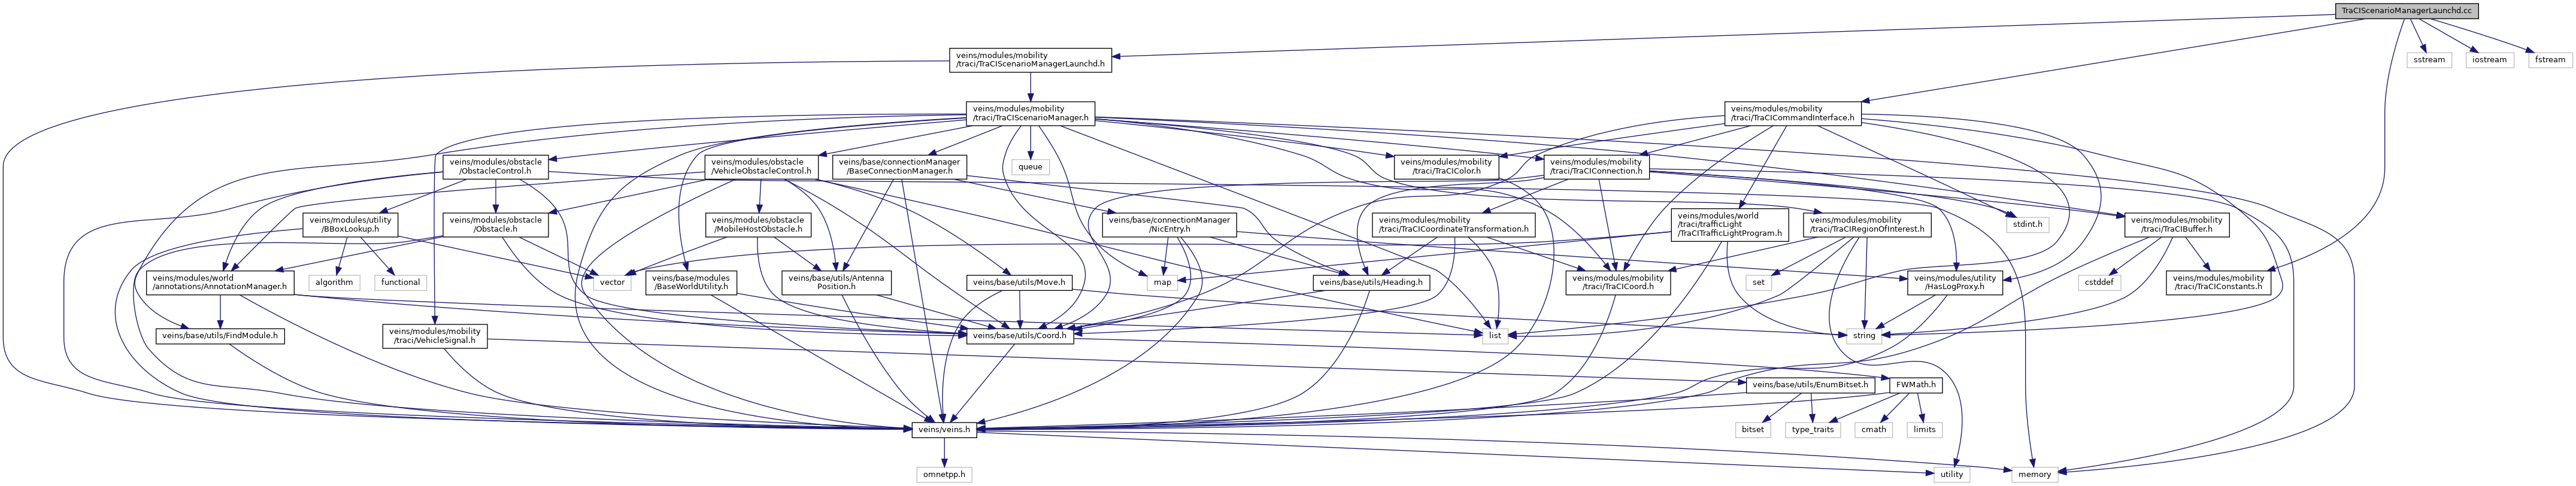 TraCIScenarioManagerLaunchd.cc
veins/modules/mobility
/traci/TraCIScenarioManagerLaunchd.h
sstream
iostream
fstream
veins/modules/mobility
/traci/TraCIScenarioManager.h
veins/modules/mobility
/traci/TraCICommandInterface.h
veins/modules/obstacle
/ObstacleControl.h
veins/modules/obstacle
/VehicleObstacleControl.h
veins/base/connectionManager
/BaseConnectionManager.h
queue
veins/modules/mobility
/traci/TraCIColor.h
veins/modules/mobility
/traci/TraCIConnection.h
veins/modules/utility
/BBoxLookup.h
veins/modules/obstacle
/Obstacle.h
veins/modules/obstacle
/MobileHostObstacle.h
veins/base/connectionManager
/NicEntry.h
veins/modules/mobility
/traci/TraCICoordinateTransformation.h
veins/modules/world
/traci/trafficLight
/TraCITrafficLightProgram.h
veins/modules/mobility
/traci/TraCIRegionOfInterest.h
stdint.h
veins/modules/mobility
/traci/TraCIBuffer.h
veins/modules/world
/annotations/AnnotationManager.h
algorithm
functional
vector
veins/base/modules
/BaseWorldUtility.h
veins/base/utils/Antenna
Position.h
veins/base/utils/Move.h
map
veins/base/utils/Heading.h
veins/modules/mobility
/traci/TraCICoord.h
set
veins/modules/utility
/HasLogProxy.h
cstddef
veins/modules/mobility
/traci/TraCIConstants.h
veins/base/utils/FindModule.h
veins/modules/mobility
/traci/VehicleSignal.h
veins/base/utils/Coord.h
list
string
veins/base/utils/EnumBitset.h
FWMath.h
veins/veins.h
bitset
type_traits
cmath
limits
omnetpp.h
utility
memory